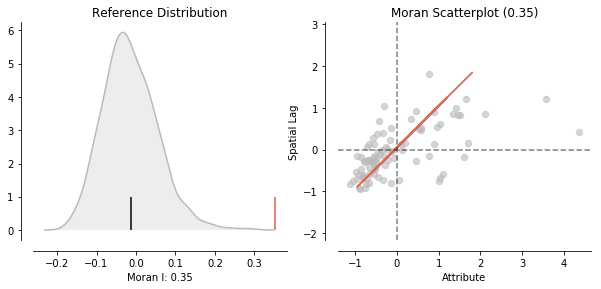 Reference Distribution
6
5
4
3
2
1
0
−0.2 −0.1 0.0 0.1 0.2 0.3
Moran I: 0.35
Moran Scatterplot (0.35)
3
2
1
0
−1
−2
Spatial Lag
−1 0 1 2 3 4
Attribute